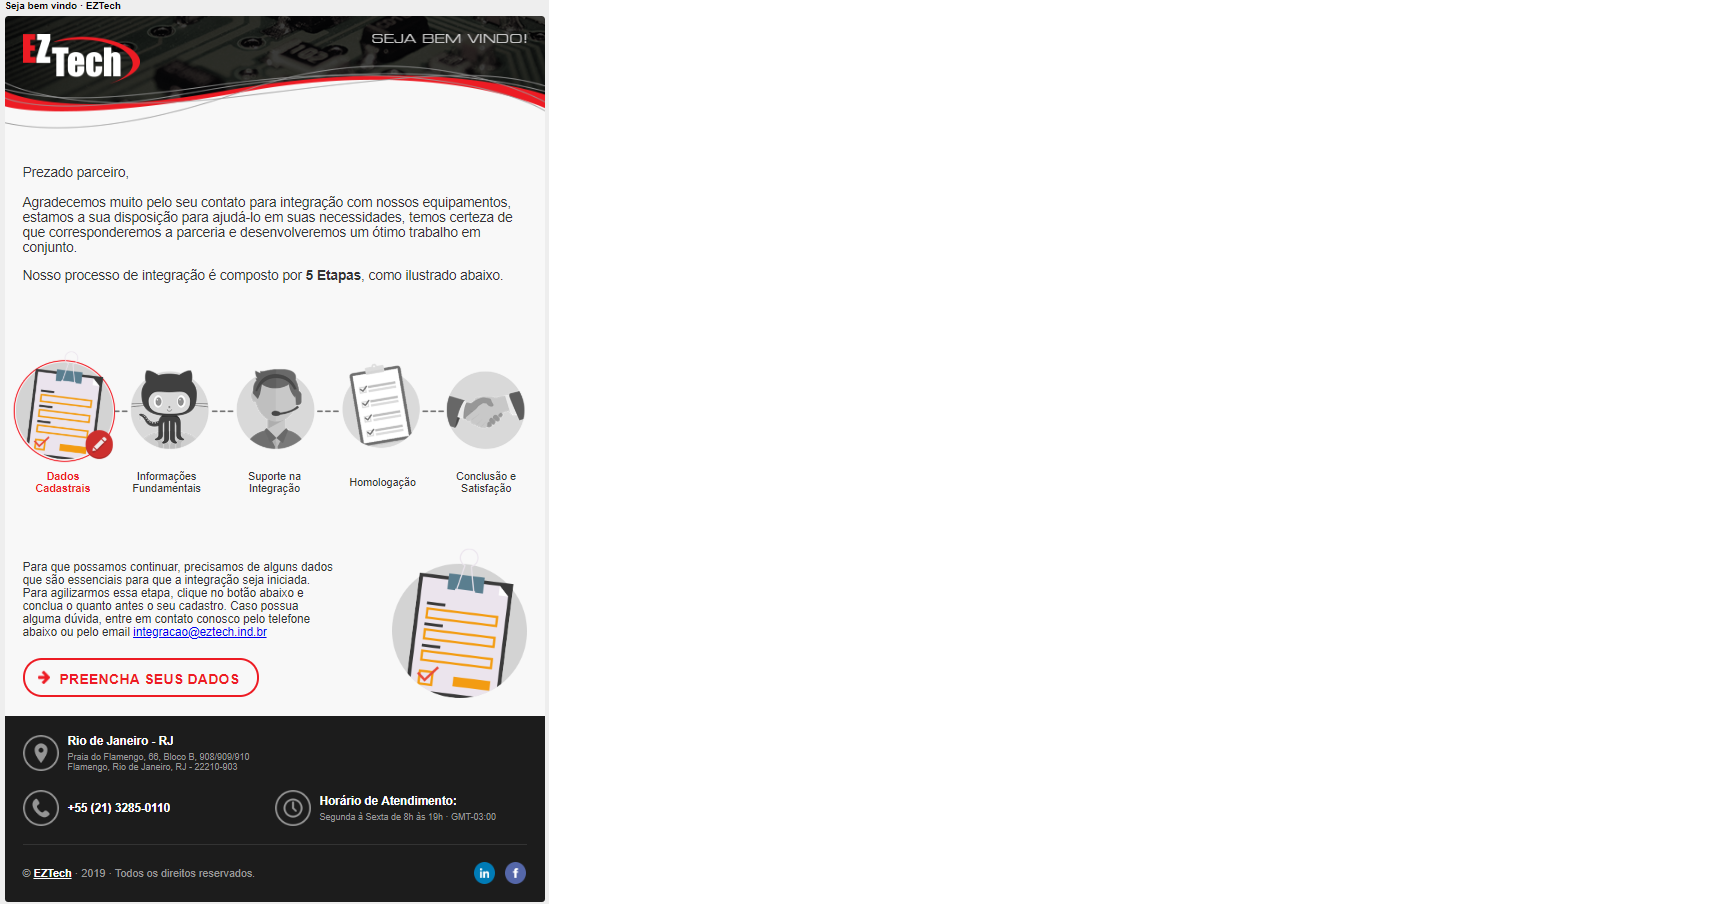 Seja bem vindo · EZTech
EZTech
SEJA BEM VINDO!
Prezado parceiro,
Agradecemos muito pelo seu contato para integração com nossos equipamentos,
estamos a sua disposição para ajudá-lo em suas necessidades, temos certeza de
que corresponderemos a parceria e desenvolveremos um ótimo trabalho em
conjunto.
Nosso processo de integração é composto por 5 Etapas, como ilustrado abaixo.
Dados
Cadastrais
Informações
Fundamentais
Suporte na
Integração
Homologação
Conclusão e
Satisfação
Para que possamos continuar, precisamos de alguns dados
que são essenciais para que a integração seja iniciada.
Para agilizarmos essa etapa, clique no botão abaixo e
conclua o quanto antes o seu cadastro. Caso possua
alguma dúvida, entre em contato conosco pelo telefone
abaixo ou pelo email integracao@eztech.ind.br
PREENCHA SEUS DADOS
Rio de Janeiro - RJ
Praia do Flamengo, 66, Bloco B, 908/909/910
Flamengo, Rio de Janeiro, RJ - 22210-903
+55 (21) 3285-0110
Horário de Atendimento:
Segunda á Sexta de 8h ás 19h · GMT-03:00
© EZTech · 2019 · Todos os direitos reservados.
in
f